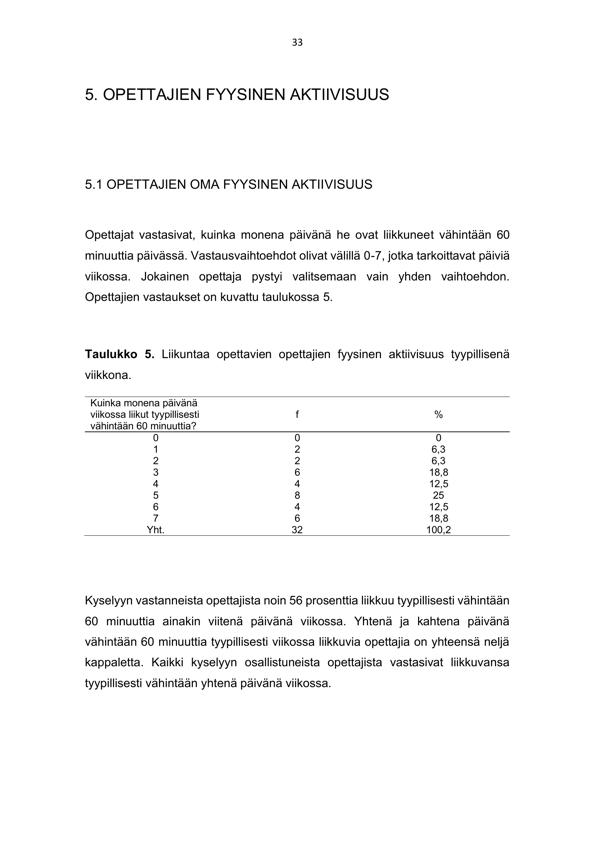 33
5. OPETTAJIEN FYYSINEN AKTIIVISUUS
5.1 OPETTAJIEN OMA FYYSINEN AKTIIVISUUS
Opettajat vastasivat, kuinka monena päivänä he ovat liikkuneet vähintään 60
minuuttia päivässä. Vastausvaihtoehdot olivat välillä 0-7, jotka tarkoittavat päiviä
viikossa. Jokainen opettaja pystyi valitsemaan vain yhden vaihtoehdon.
Opettajien vastaukset on kuvattu taulukossa 5.
Taulukko 5. Liikuntaa opettavien opettajien fyysinen aktiivisuus tyypillisenä
viikkona.
Kuinka monena päivänä
viikossa liikut tyypillisesti f %
vähintään 60 minuuttia?
0 0 0
1 2 6,3
2 2 6,3
3 6 18,8
4 4 12,5
5 8 25
6 4 12,5
7 6 18,8
Yht. 32 100,2
Kyselyyn vastanneista opettajista noin 56 prosenttia liikkuu tyypillisesti vähintään
60 minuuttia ainakin viitenä päivänä viikossa. Yhtenä ja kahtena päivänä
vähintään 60 minuuttia tyypillisesti viikossa liikkuvia opettajia on yhteensä neljä
kappaletta. Kaikki kyselyyn osallistuneista opettajista vastasivat liikkuvansa
tyypillisesti vähintään yhtenä päivänä viikossa.